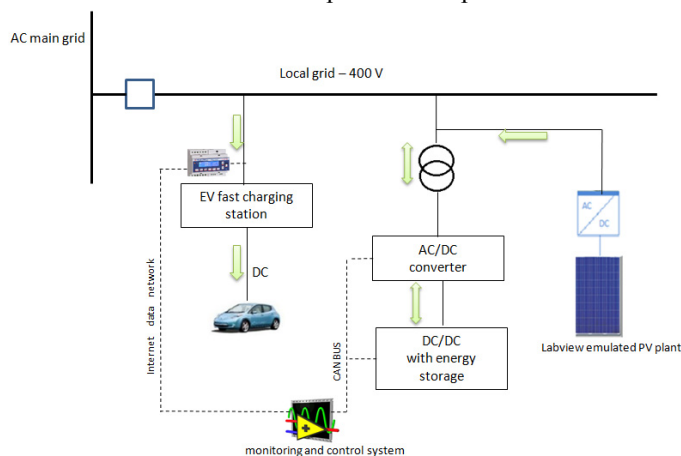 AC main grid
Local grid – 400 V
EV fast charging
station
DC
AC/DC
converter
DC/DC
with energy
storage
AC
DC
Labview emulated PV plant
Internet data network
CAN BUS
monitoring and control system